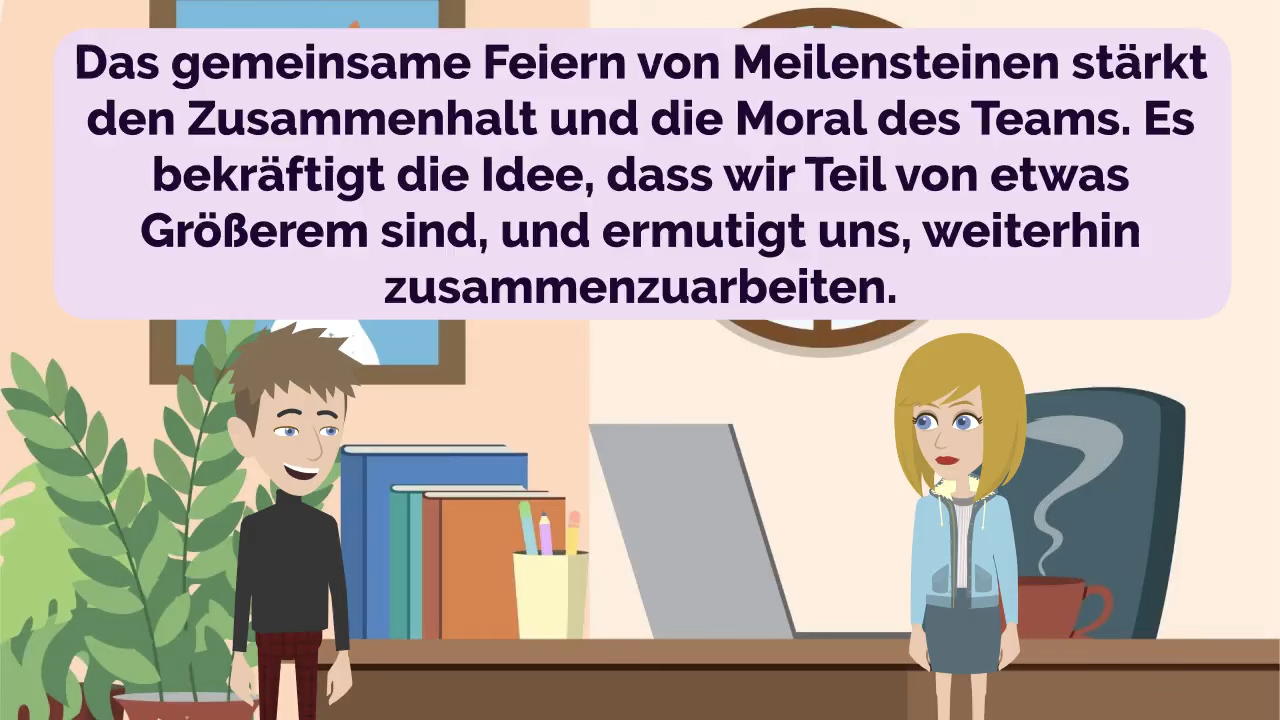 Das gemeinsame Feiern von Meilensteinen stärkt
den Zusammenhalt und die Moral des Teams. Es
bekräftigt die Idee, dass wir Teil von etwas
Größerem sind, und ermutigt uns, weiterhin
zusammenzuarbeiten.